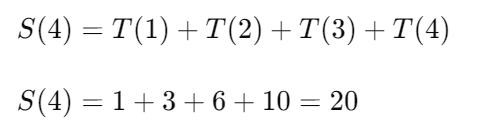 S(4) = T(1) + T(2) + T(3) + T(4)
S(4) = 1 + 3 + 6 + 10 = 20